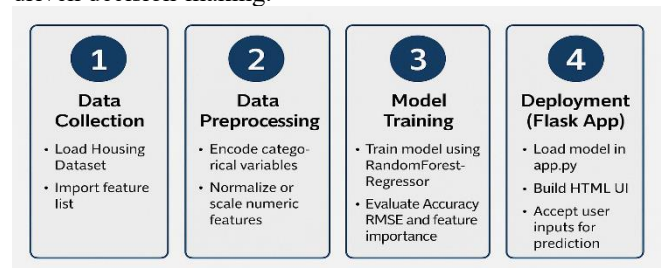 1
Data
Collection
• Load Housing
Dataset
• Import feature
list
2
Data
Preprocessing
• Encode catego-
rical variables
• Normalize or
scale numeric
features
3
Model
Training
• Train model using
RandomForest-
Regressor
• Evaluate Accuracy
RMSE and feature
importance
4
Deployment
(Flask App)
• Load model in
app.py
• Build HTML UI
• Accept user
inputs for
prediction